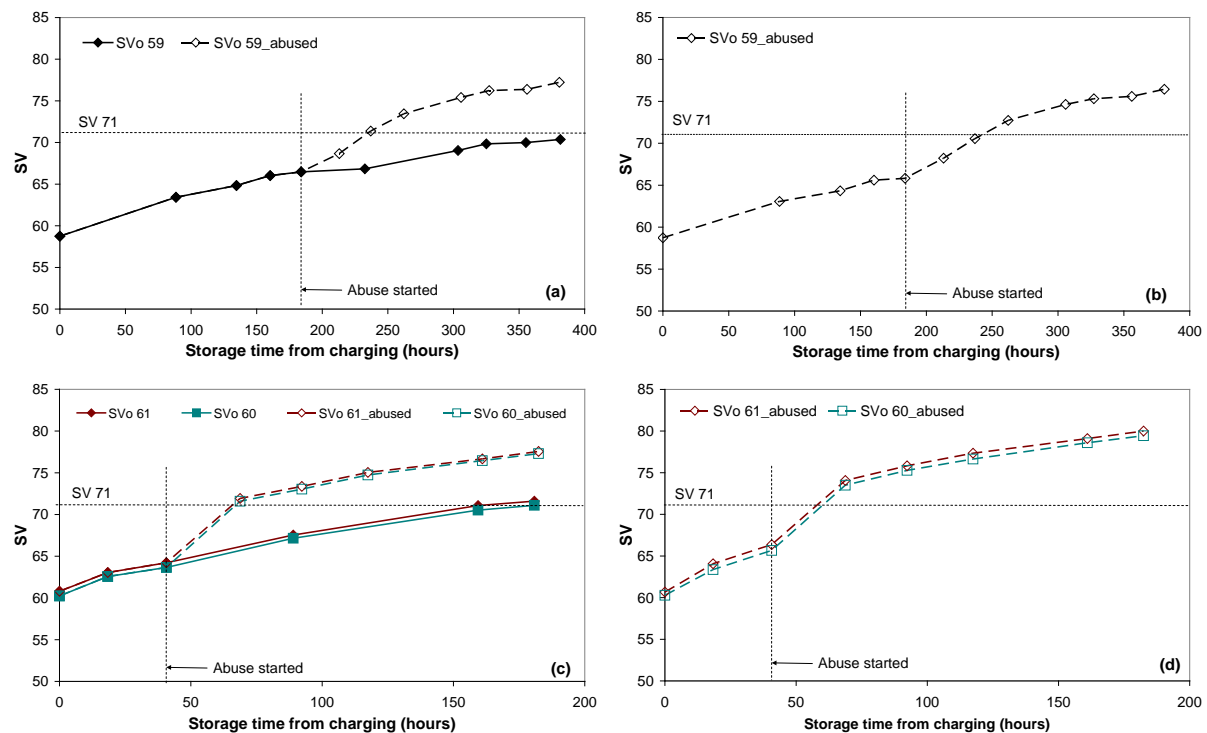 SVo 59 SVo 59_abused
85
80
75
70
65
60
55
50
SV
SV 71
Abuse started
(a)
0 50 100 150 200 250 300 350 400
Storage time from charging (hours)
SVo 59_abused
85
80
75
70
65
60
55
50
SV
SV 71
Abuse started
(b)
0 50 100 150 200 250 300 350 400
Storage time from charging (hours)
SVo 61 SVo 60 SVo 61_abused SVo 60_abused
85
80
75
70
65
60
55
50
SV
SV 71
Abuse started
(c)
0 50 100 150 200
Storage time from charging (hours)
SVo 61_abused SVo 60_abused
85
80
75
70
65
60
55
50
SV
SV 71
Abuse started
(d)
0 50 100 150 200
Storage time from charging (hours)